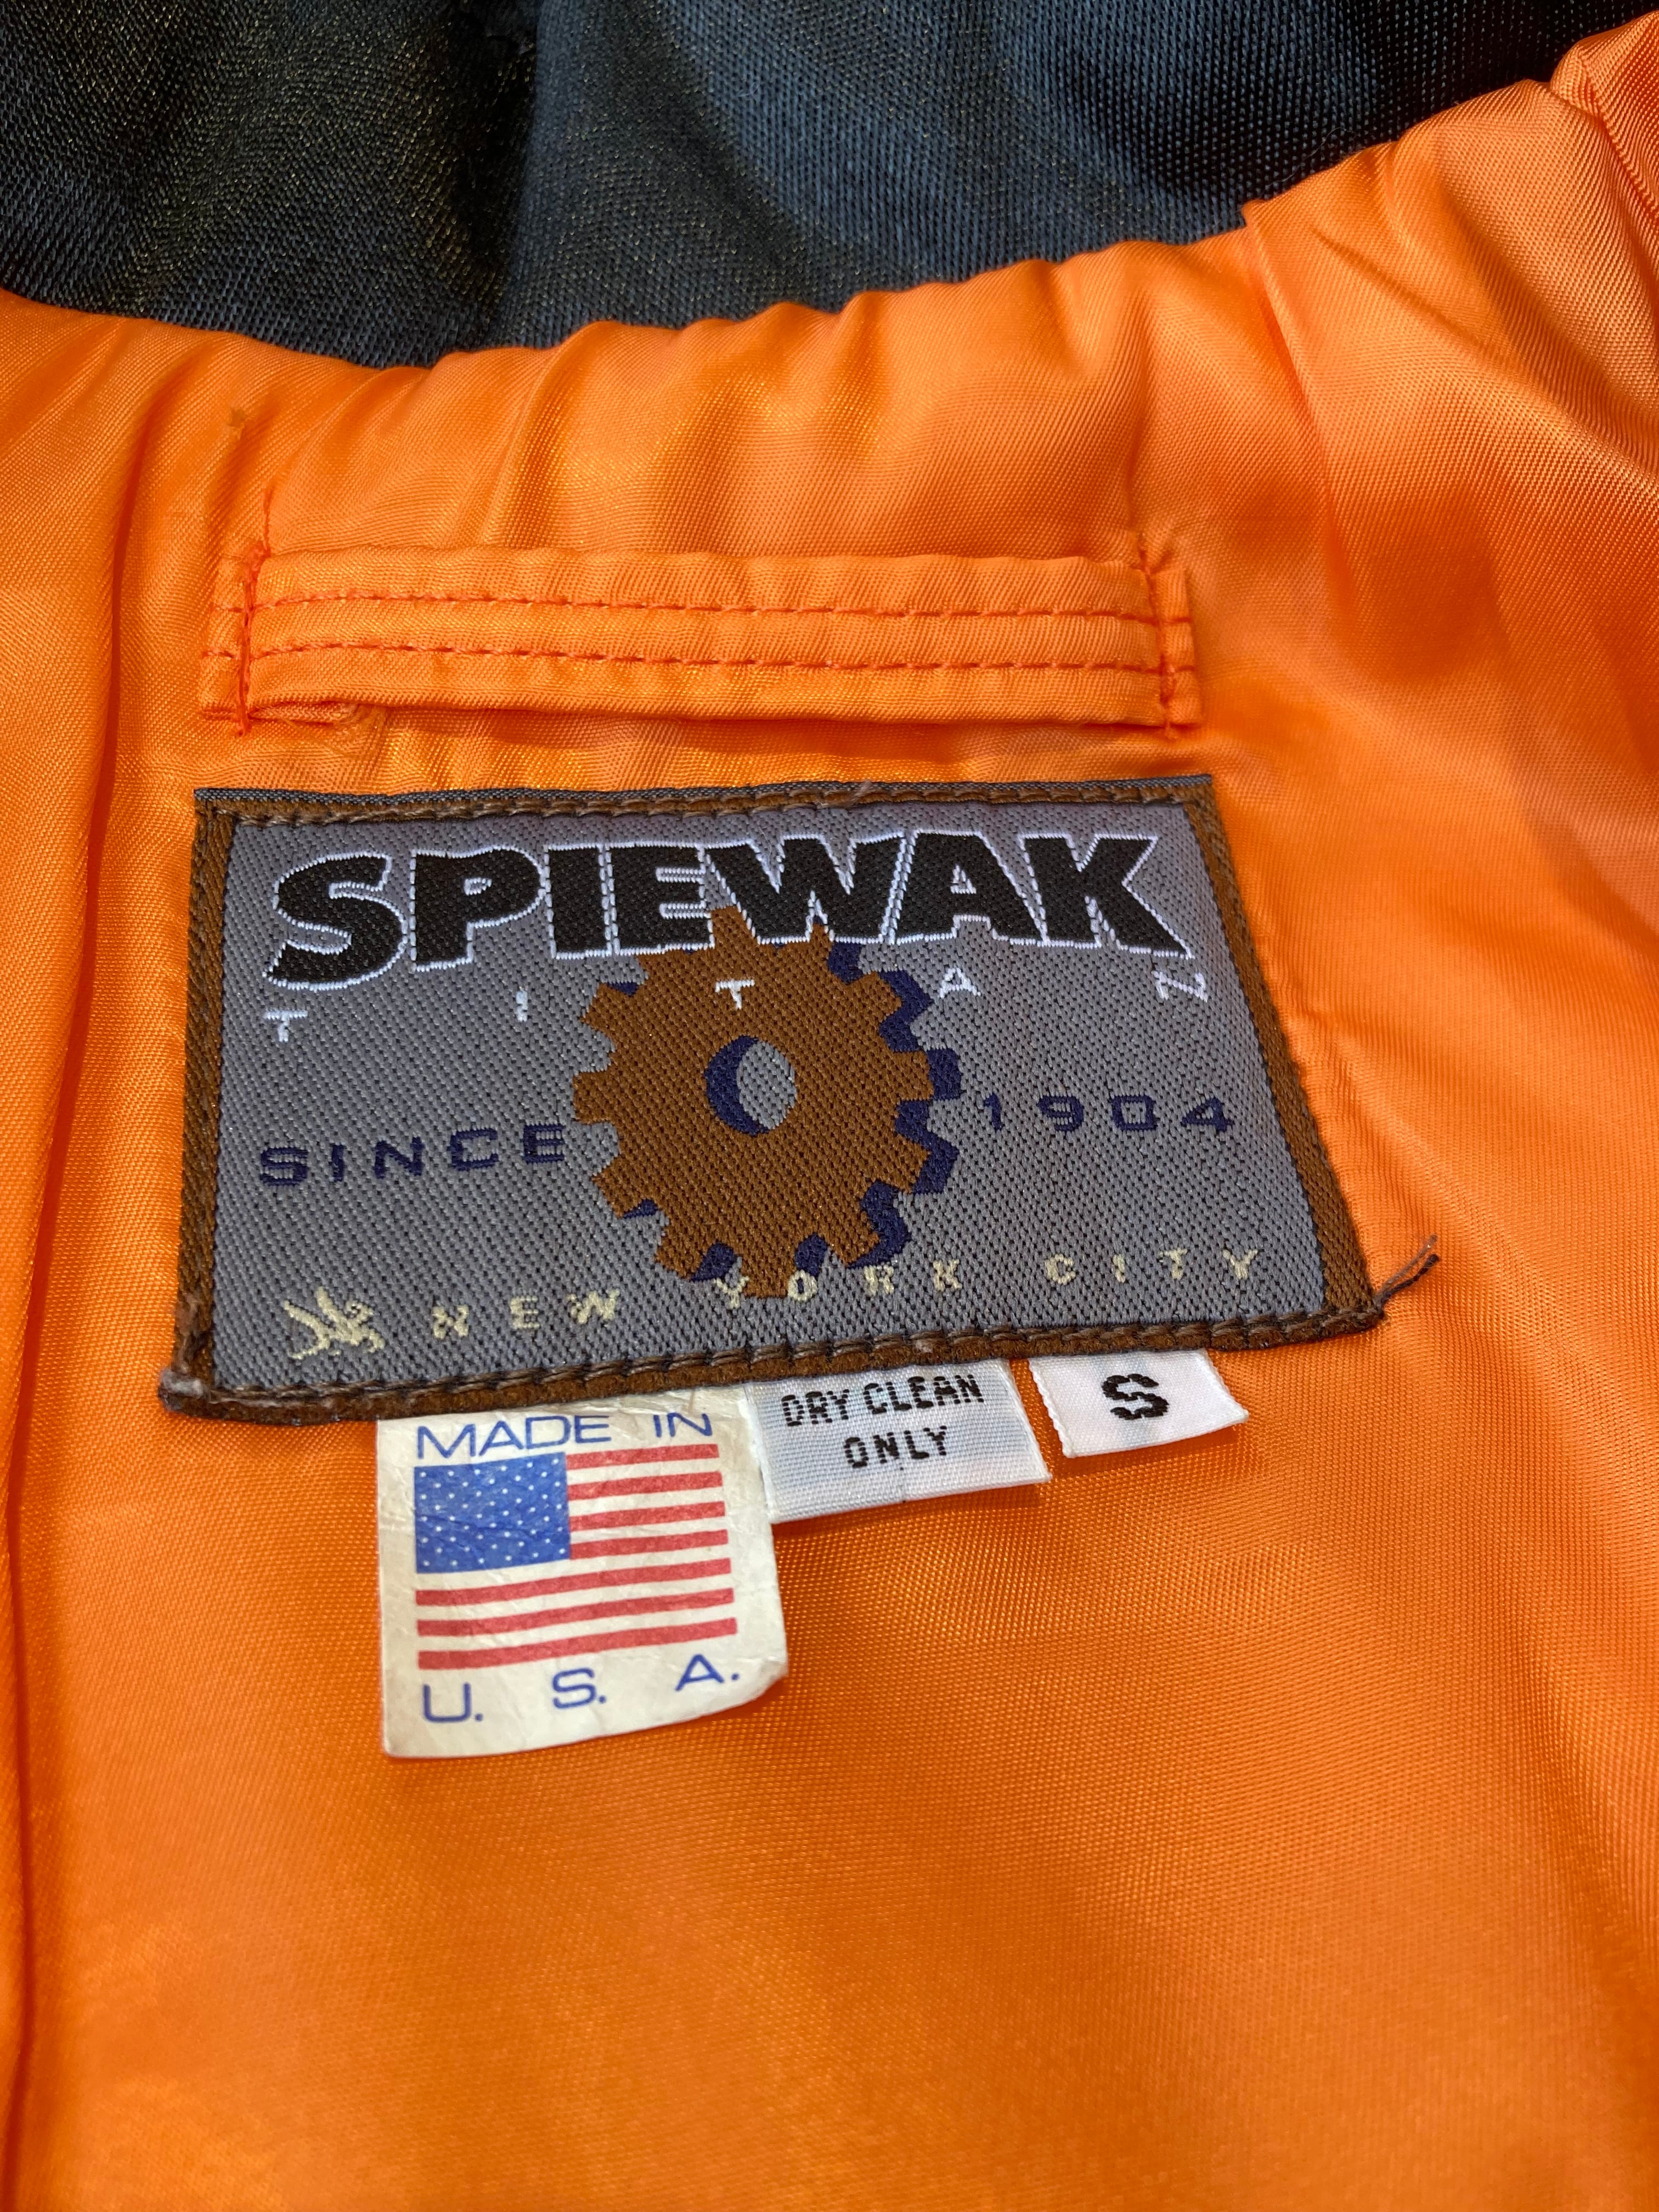 SPIEWAK
TITAN
SINCE 1904
NEW YORK CITY
MADE IN
U. S. A.
DRY CLEAN
ONLY
S